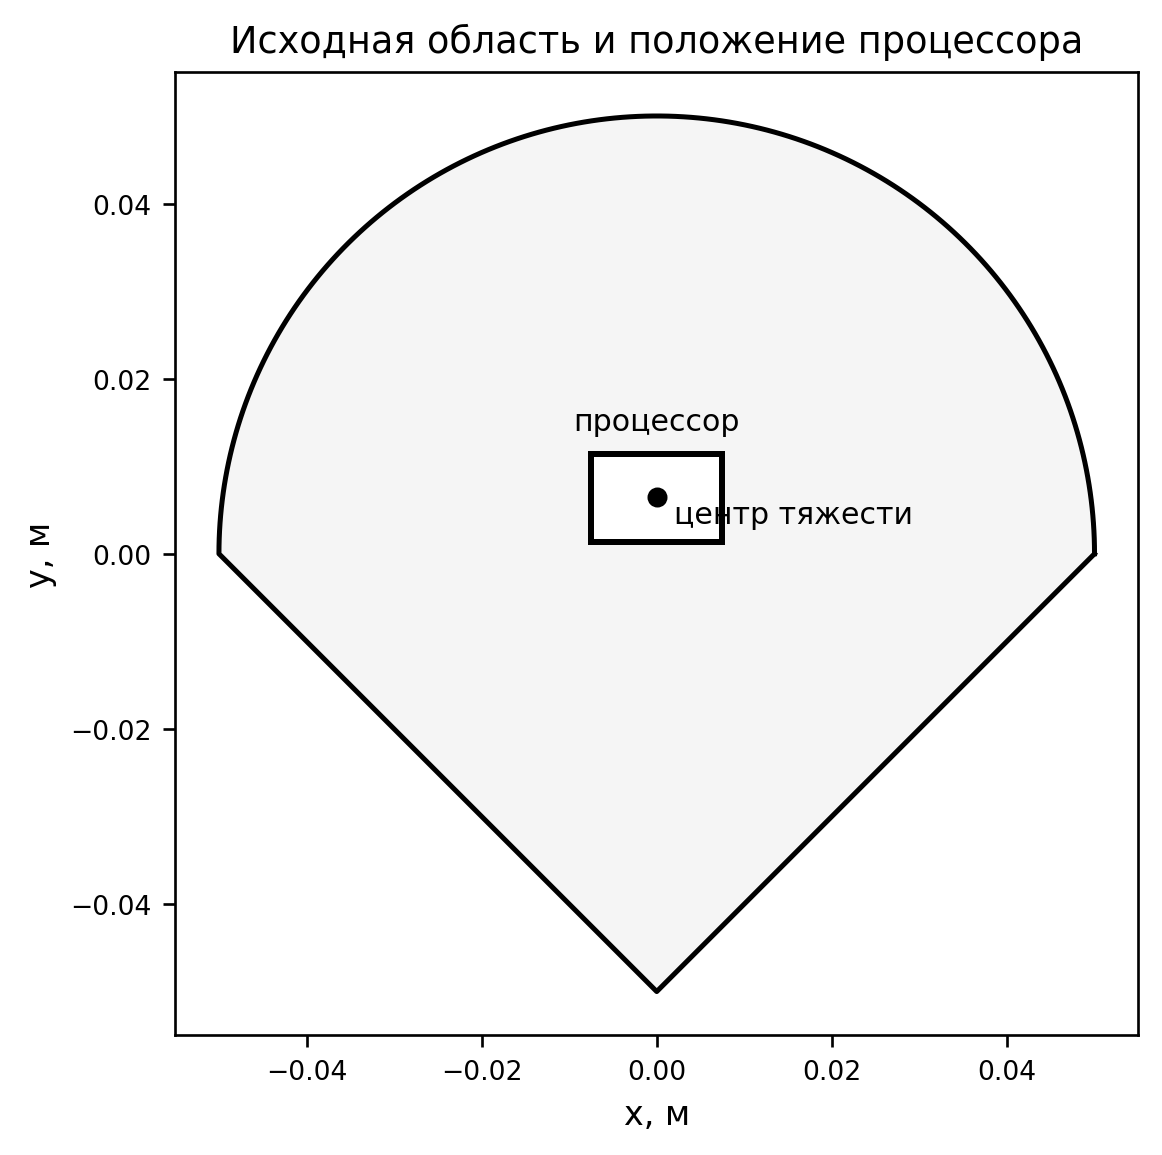 Исходная область и положение процессора
0.04
0.02
0.00
−0.02
−0.04
y, м
процессор
центр тяжести
−0.04
−0.02
0.00
0.02
0.04
x, м